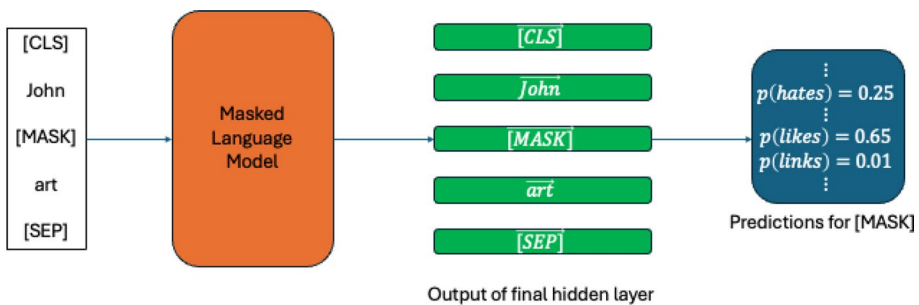 [CLS]
John
[MASK]
art
[SEP]
Masked
Language
Model
[CLS]
John
[MASK]
art
[SEP]
Output of final hidden layer
⋮
p(hates) = 0.25
⋮
p(likes) = 0.65
p(links) = 0.01
⋮
Predictions for [MASK]